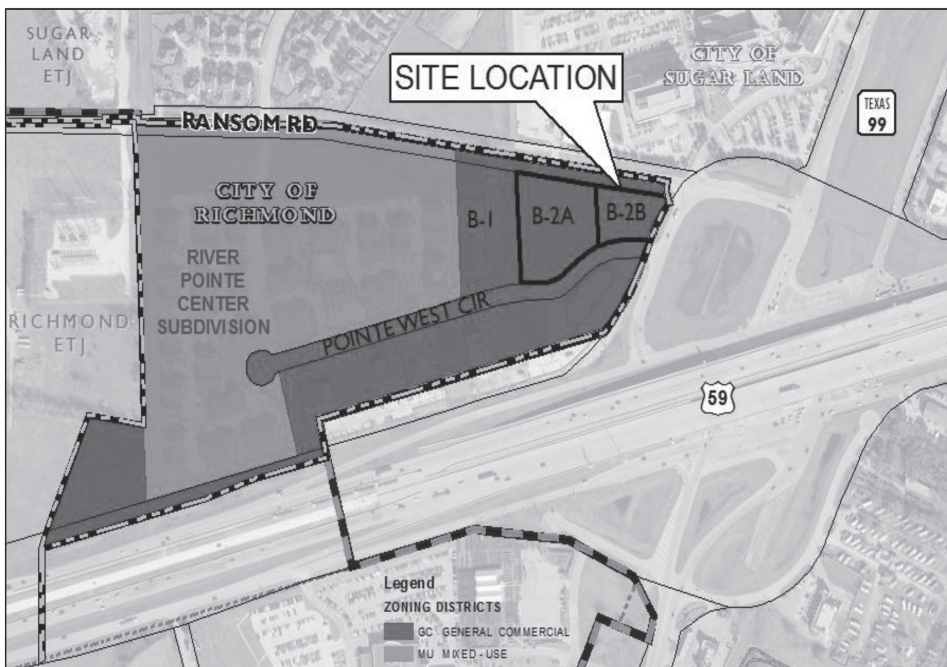 SUGAR
LAND
ETJ
SITE LOCATION
CITY OF
SUGAR LAND
TEXAS
99
RANSOM RD
CITY OF
RICHMOND
B-1
B-2A
B-2B
RIVER
POINTE
CENTER
SUBDIVISION
RICHMOND
ETJ
POINTE WEST CIR
59
Legend
ZONING DISTRICTS
GC GENERAL COMMERCIAL
MU MIXED-USE